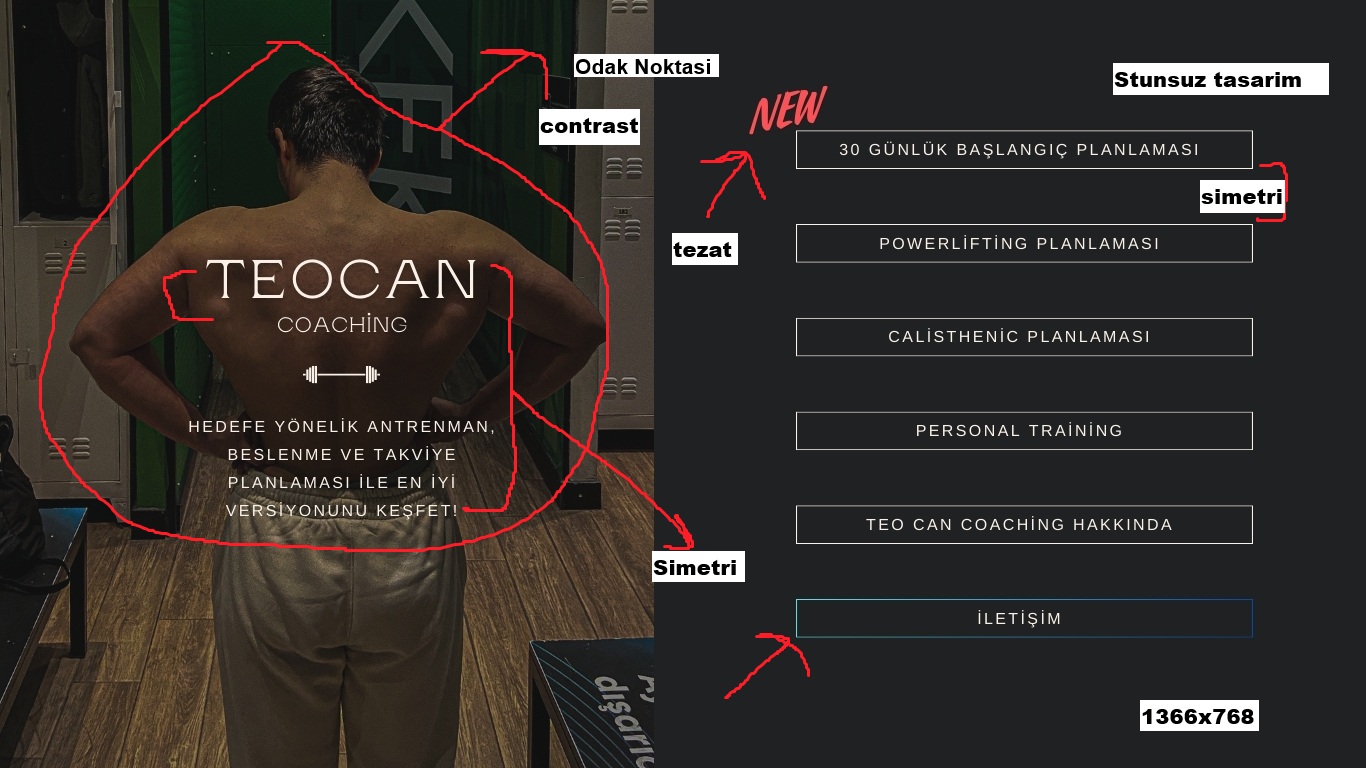 Odak Noktasi
contrast
TEOCAN
COACHİNG
HEDEFE YÖNELİK ANTRENMAN,
BESLENME VE TAKVİYE
PLANLAMASI İLE EN İYİ
VERSİYONUNU KEŞFET!
Simetri
Stunsuz tasarim
NEW
tezat
30 GÜNLÜK BAŞLANGIÇ PLANLAMASI
simetri
POWERLİFTİNG PLANLAMASI
CALİSTHENİC PLANLAMASI
PERSONAL TRAİNİNG
TEO CAN COACHİNG HAKKINDA
İLETİŞİM
1366x768